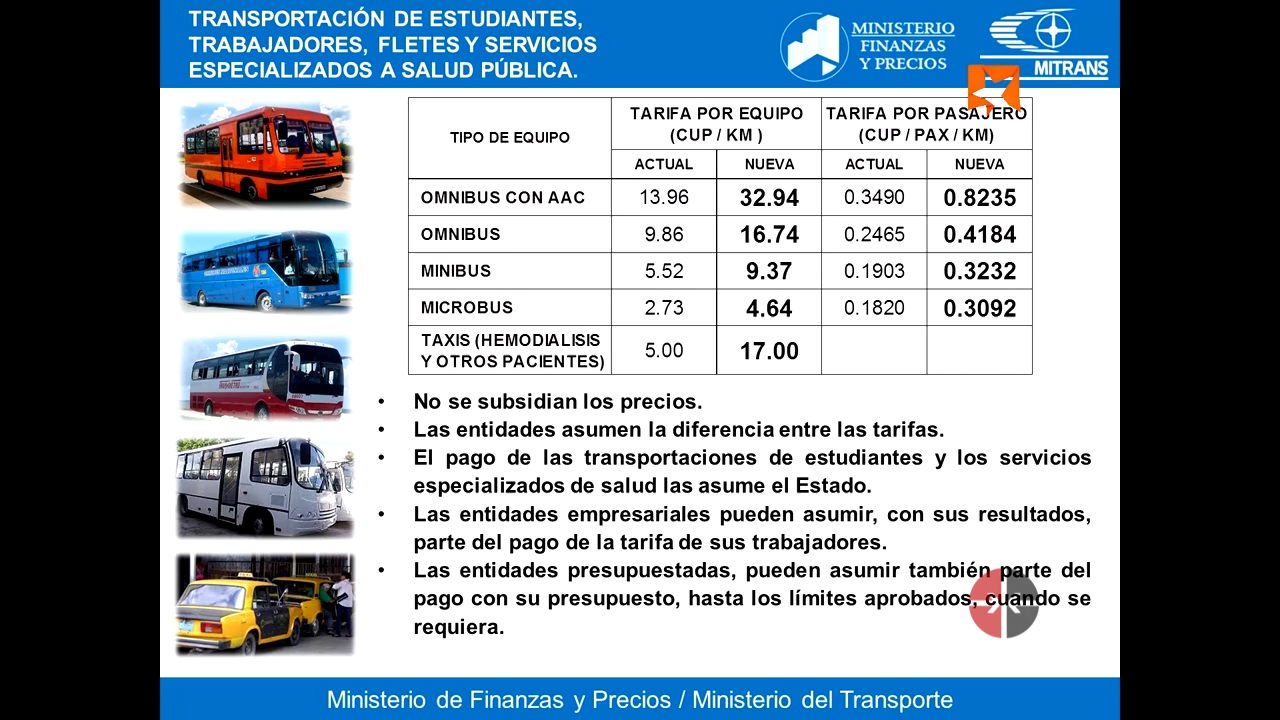 TRANSPORTACIÓN DE ESTUDIANTES,
TRABAJADORES, FLETES Y SERVICIOS
ESPECIALIZADOS A SALUD PÚBLICA.
MINISTERIO
FINANZAS
Y PRECIOS
MITRANS
TIPO DE EQUIPO
TARIFA POR EQUIPO
(CUP / KM )
TARIFA POR PASAJERO
(CUP / PAX / KM)
ACTUAL NUEVA ACTUAL NUEVA
OMNIBUS CON AAC 13.96 32.94 0.3490 0.8235
OMNIBUS 9.86 16.74 0.2465 0.4184
MINIBUS 5.52 9.37 0.1903 0.3232
MICROBUS 2.73 4.64 0.1820 0.3092
TAXIS (HEMODIALISIS
Y OTROS PACIENTES) 5.00 17.00
• No se subsidian los precios.
• Las entidades asumen la diferencia entre las tarifas.
• El pago de las transportaciones de estudiantes y los servicios
especializados de salud las asume el Estado.
• Las entidades empresariales pueden asumir, con sus resultados,
parte del pago de la tarifa de sus trabajadores.
• Las entidades presupuestadas, pueden asumir también parte del
pago con su presupuesto, hasta los límites aprobados, cuando se
requiera.
Ministerio de Finanzas y Precios / Ministerio del Transporte